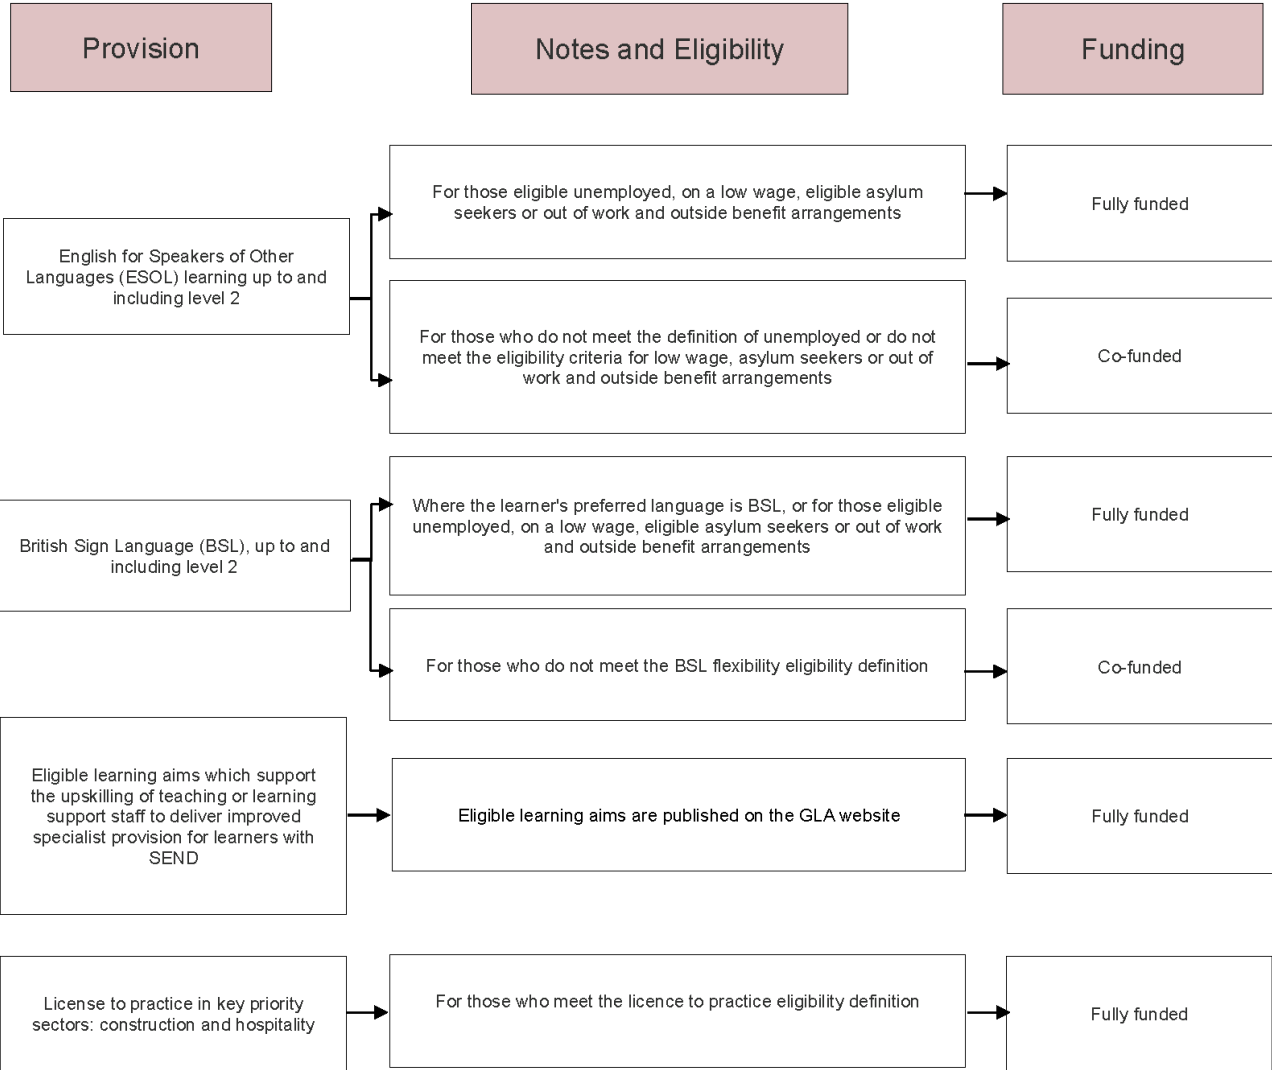 Provision
Notes and Eligibility
Funding
English for Speakers of Other
Languages (ESOL) learning up to and
including level 2
For those eligible unemployed, on a low wage, eligible asylum
seekers or out of work and outside benefit arrangements
Fully funded
For those who do not meet the definition of unemployed or do not
meet the eligibility criteria for low wage, asylum seekers or out of
work and outside benefit arrangements
Co-funded
British Sign Language (BSL), up to and
including level 2
Where the learner's preferred language is BSL, or for those eligible
unemployed, on a low wage, eligible asylum seekers or out of work
and outside benefit arrangements
Fully funded
For those who do not meet the BSL flexibility eligibility definition
Co-funded
Eligible learning aims which support
the upskilling of teaching or learning
support staff to deliver improved
specialist provision for learners with
SEND
Eligible learning aims are published on the GLA website
Fully funded
License to practice in key priority
sectors: construction and hospitality
For those who meet the licence to practice eligibility definition
Fully funded